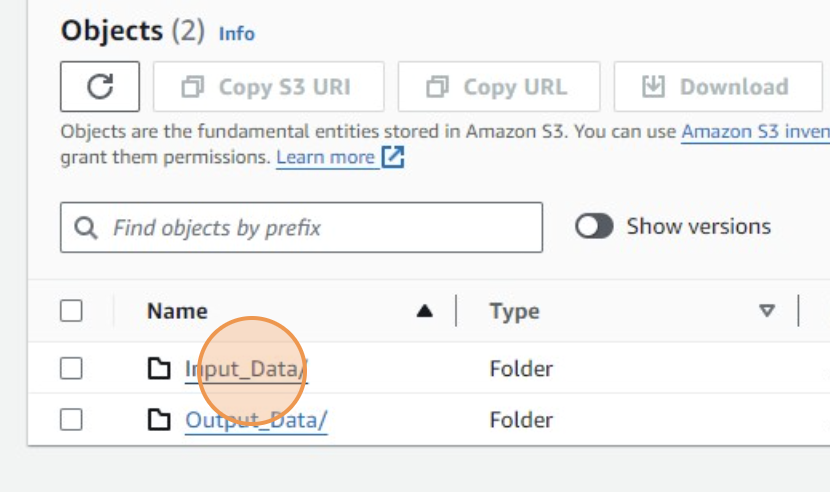 Objects (2) Info
Copy S3 URI Copy URL Download
Objects are the fundamental entities stored in Amazon S3. You can use Amazon S3 inven
grant them permissions. Learn more
Find objects by prefix Show versions
Name Type
Input_Data/ Folder
Output_Data/ Folder